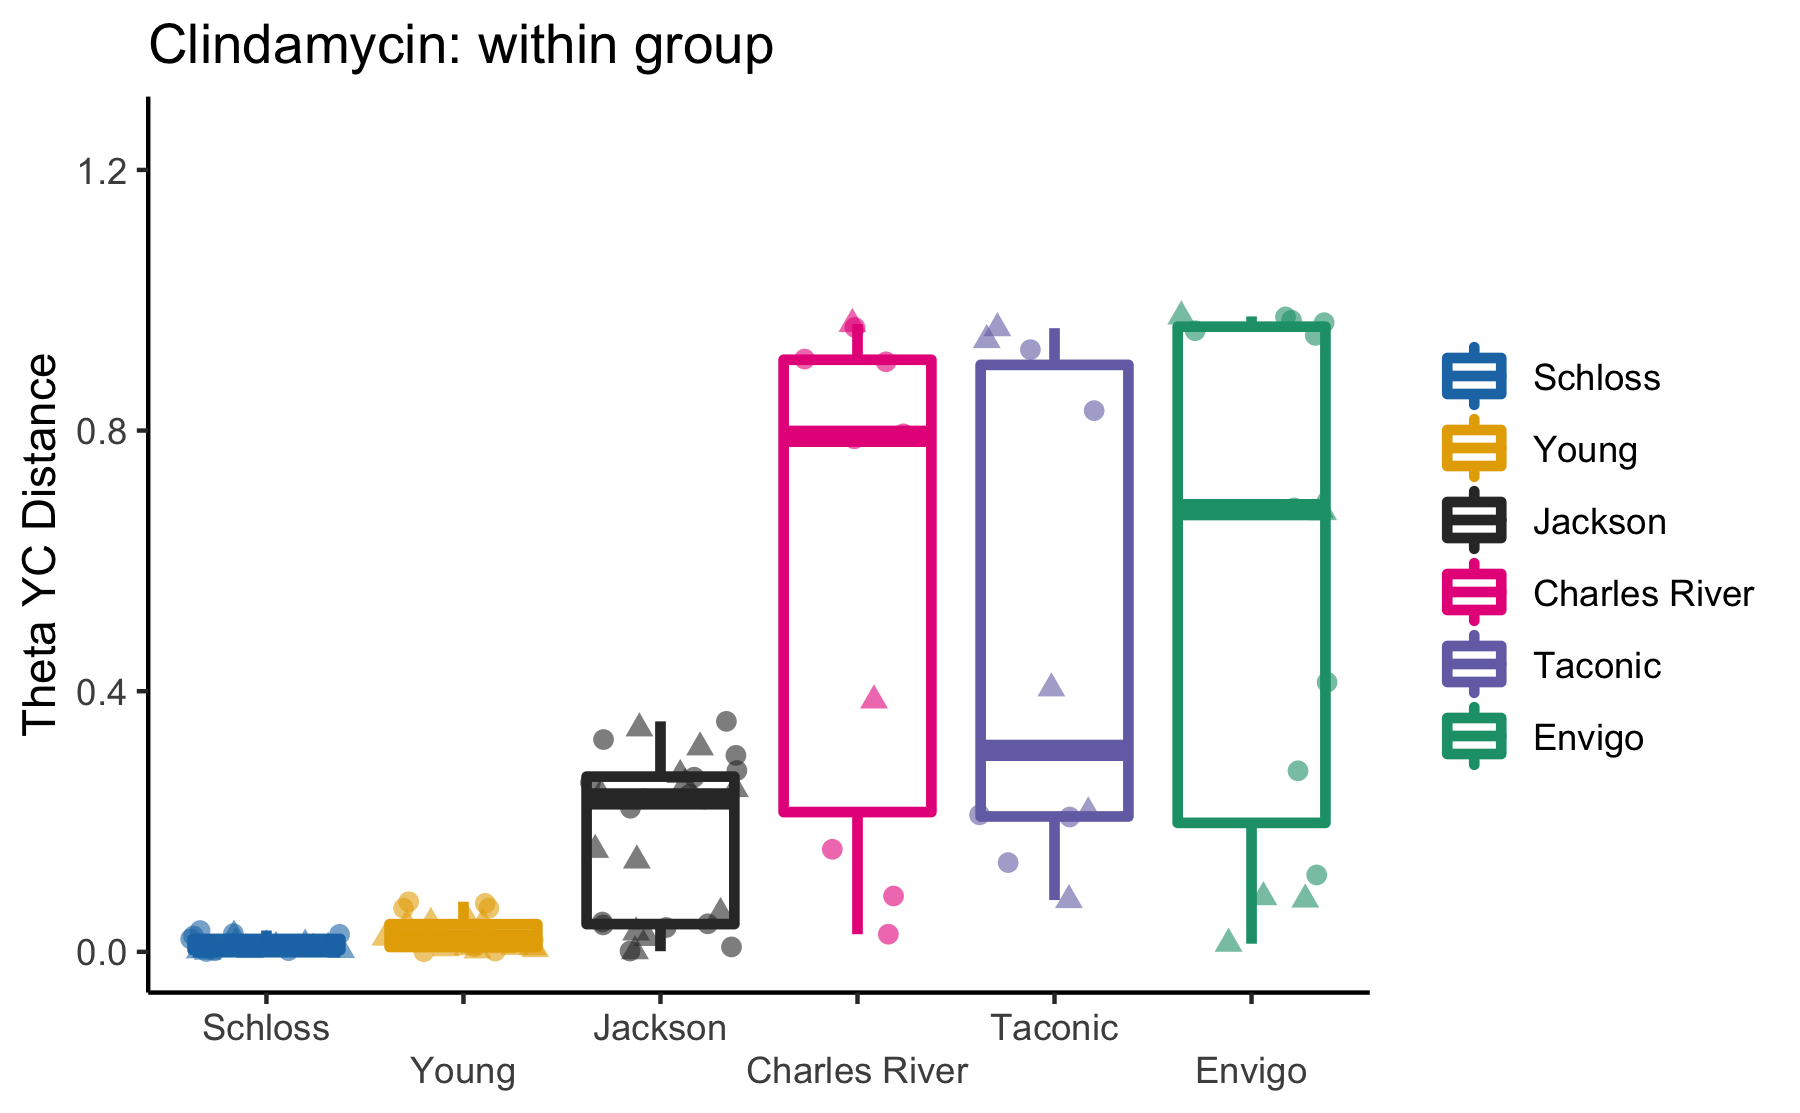 Clindamycin: within group
Theta YC Distance
1.2
0.8
0.4
0.0
Schloss
Young
Jackson
Charles River
Taconic
Envigo
Schloss
Young
Jackson
Charles River
Taconic
Envigo